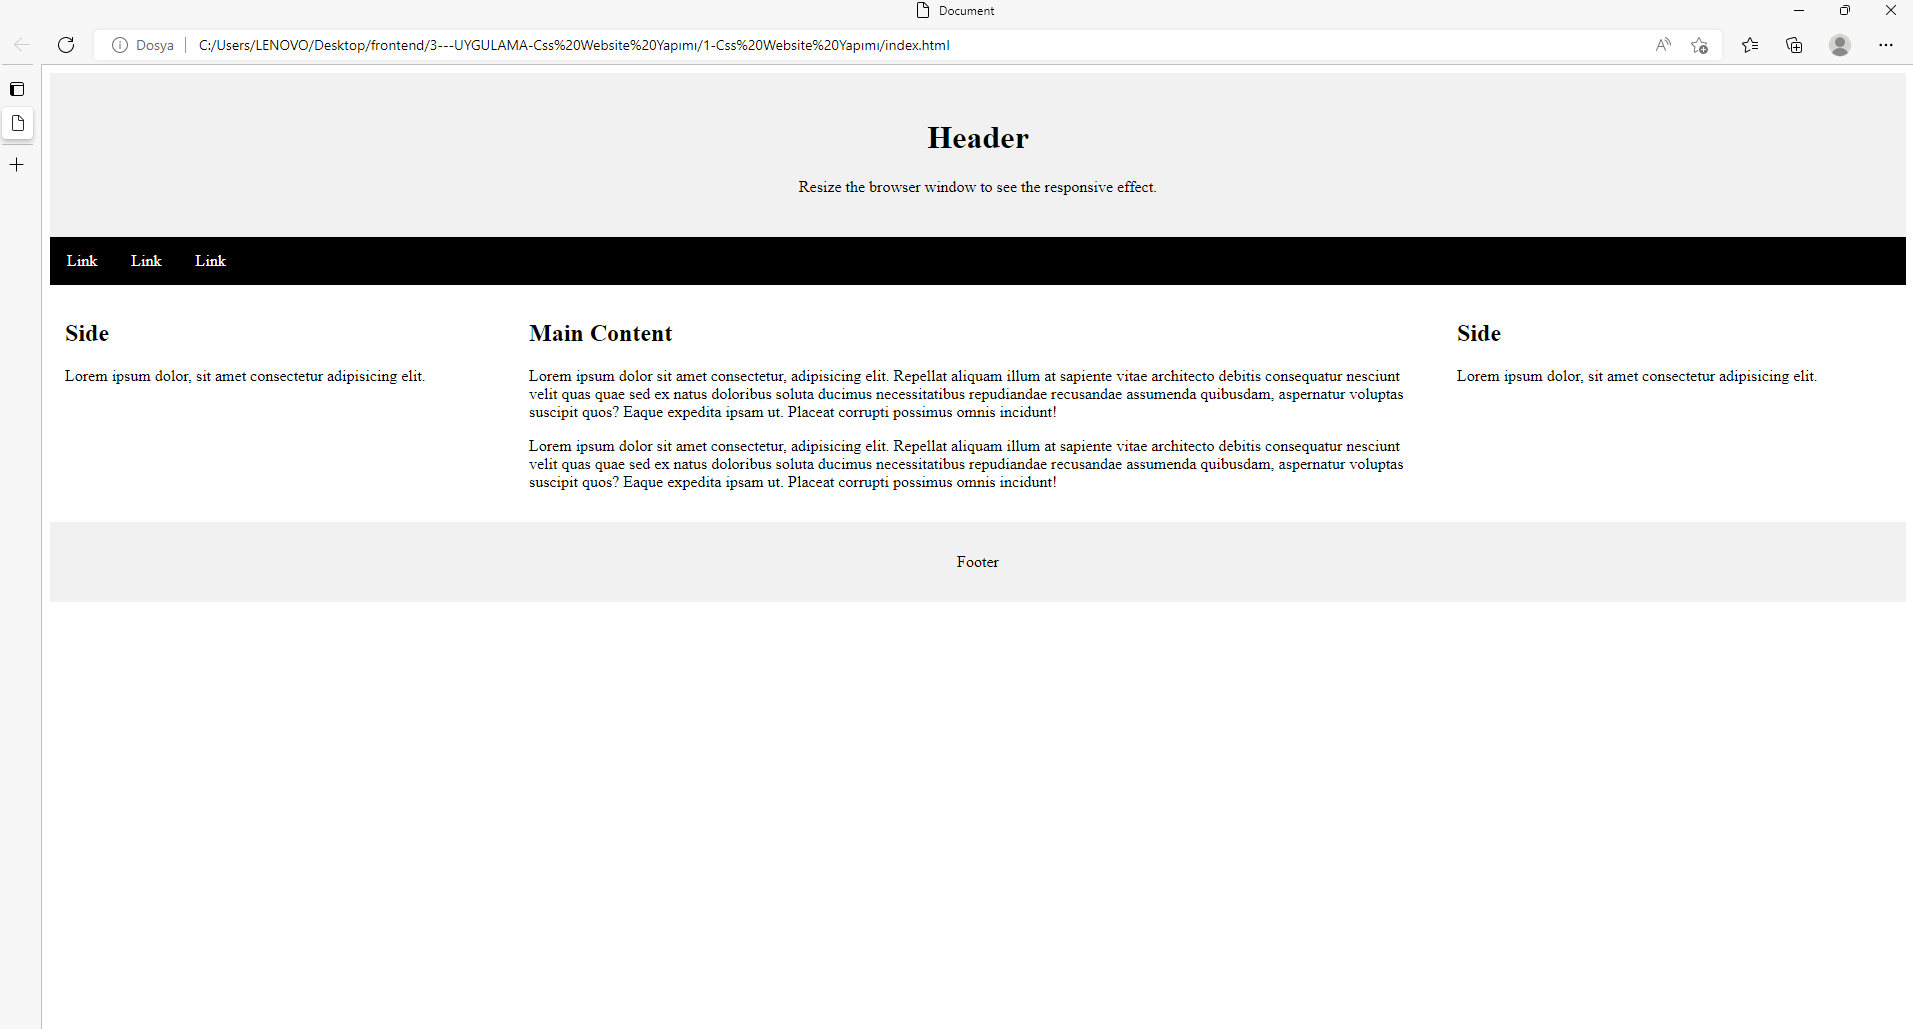 Document
Dosya
C:/Users/LENOVO/Desktop/frontend/3---UYGULAMA-Css%20Website%20Yapımı/1-Css%20Website%20Yapımı/index.html
Header
Resize the browser window to see the responsive effect.
Link
Link
Link
Side
Lorem ipsum dolor, sit amet consectetur adipisicing elit.
Main Content
Lorem ipsum dolor sit amet consectetur, adipisicing elit. Repellat aliquam illum at sapiente vitae architecto debitis consequatur nesciunt
velit quas quae sed ex natus doloribus soluta ducimus necessitatibus repudiandae recusandae assumenda quibusdam, aspernatur voluptas
suscipit quos? Eaque expedita ipsam ut. Placeat corrupti possimus omnis incidunt!
Lorem ipsum dolor sit amet consectetur, adipisicing elit. Repellat aliquam illum at sapiente vitae architecto debitis consequatur nesciunt
velit quas quae sed ex natus doloribus soluta ducimus necessitatibus repudiandae recusandae assumenda quibusdam, aspernatur voluptas
suscipit quos? Eaque expedita ipsam ut. Placeat corrupti possimus omnis incidunt!
Side
Lorem ipsum dolor, sit amet consectetur adipisicing elit.
Footer